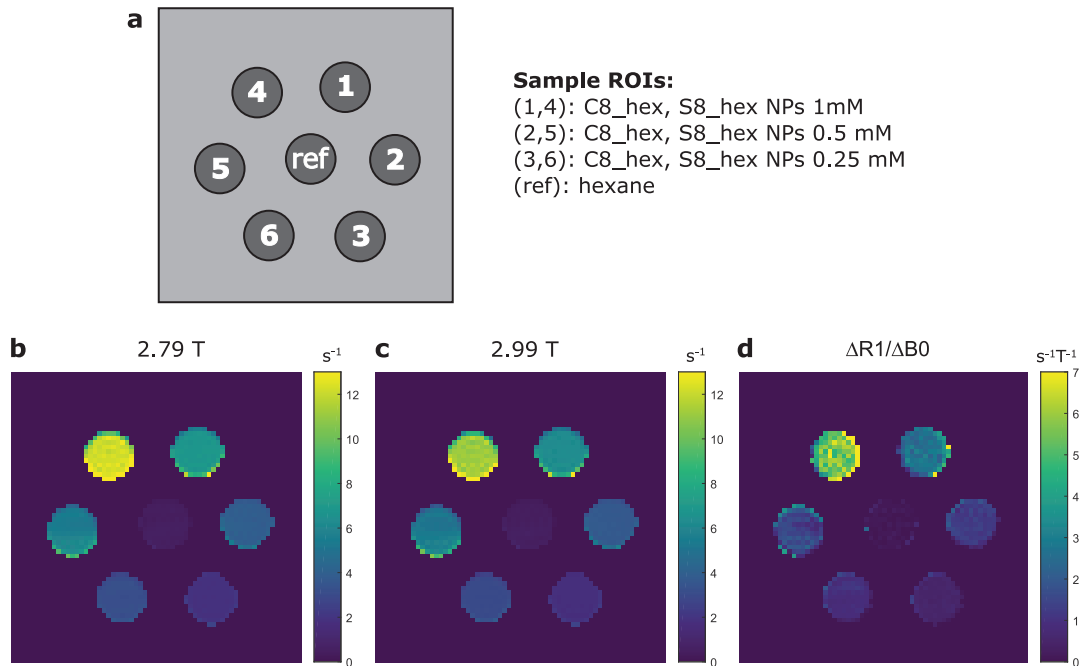 a
4
1
5
ref
2
6
3
Sample ROIs:
(1,4): C8_hex, S8_hex NPs 1mM
(2,5): C8_hex, S8_hex NPs 0.5 mM
(3,6): C8_hex, S8_hex NPs 0.25 mM
(ref): hexane
b
2.79 T
s⁻¹
12
10
8
6
4
2
0
c
2.99 T
s⁻¹
12
10
8
6
4
2
0
d
ΔR1/ΔB0
s⁻¹T⁻¹
7
6
5
4
3
2
1
0